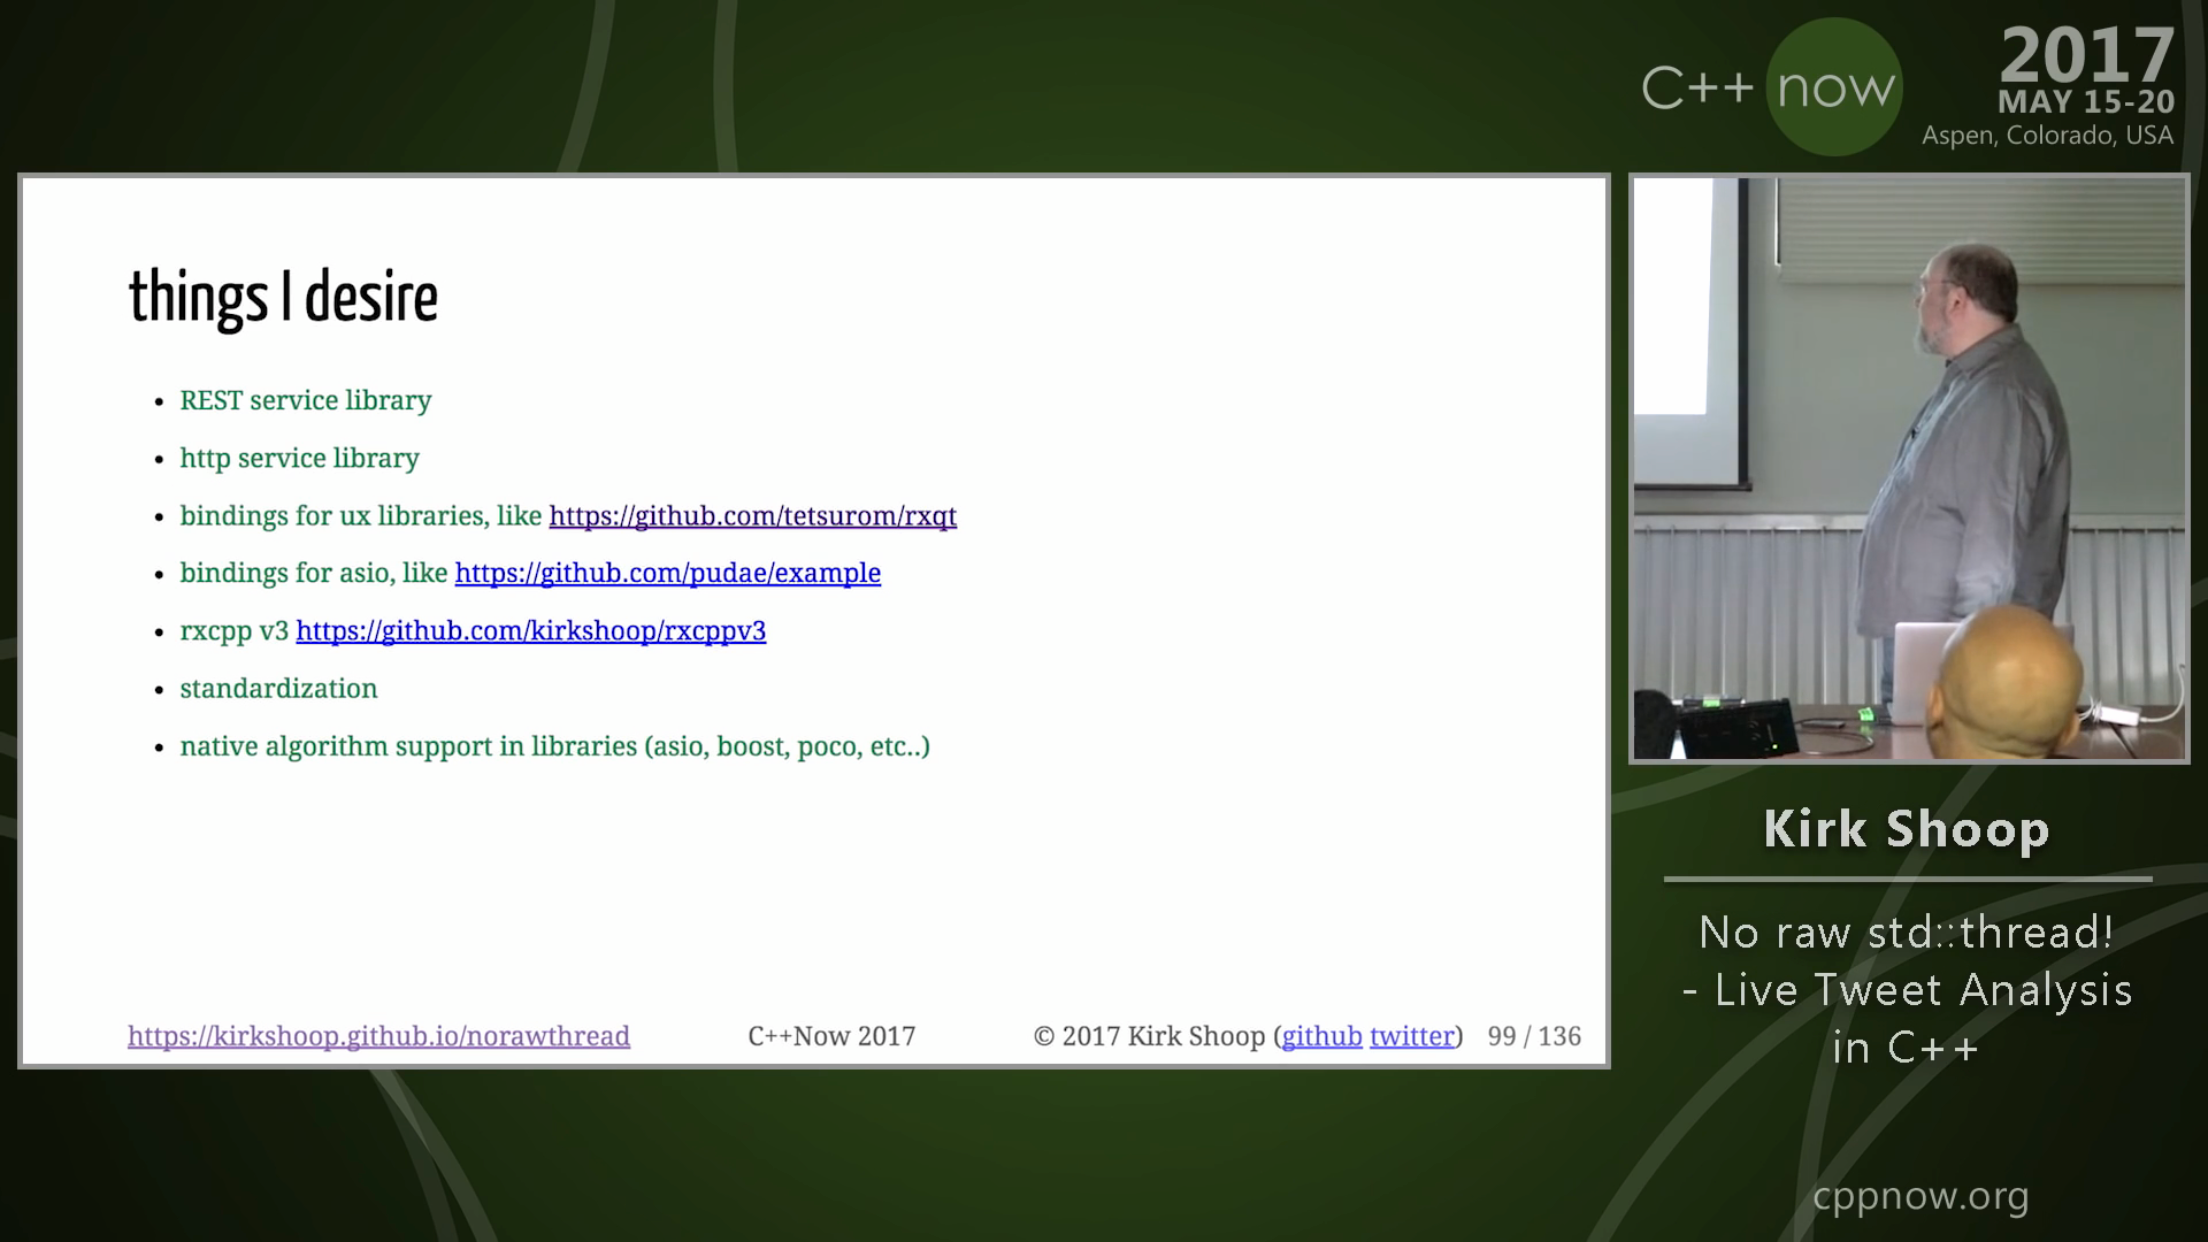 C++ now
2017
MAY 15-20
Aspen, Colorado, USA
things I desire
• REST service library
• http service library
• bindings for ux libraries, like https://github.com/tetsurom/rxqt
• bindings for asio, like https://github.com/pudae/example
• rxcpp v3 https://github.com/kirkshoop/rxcppv3
• standardization
• native algorithm support in libraries (asio, boost, poco, etc..)
https://kirkshoop.github.io/norawthread C++Now 2017 © 2017 Kirk Shoop (github twitter) 99 / 136
Kirk Shoop
No raw std::thread!
- Live Tweet Analysis
in C++
cppnow.org